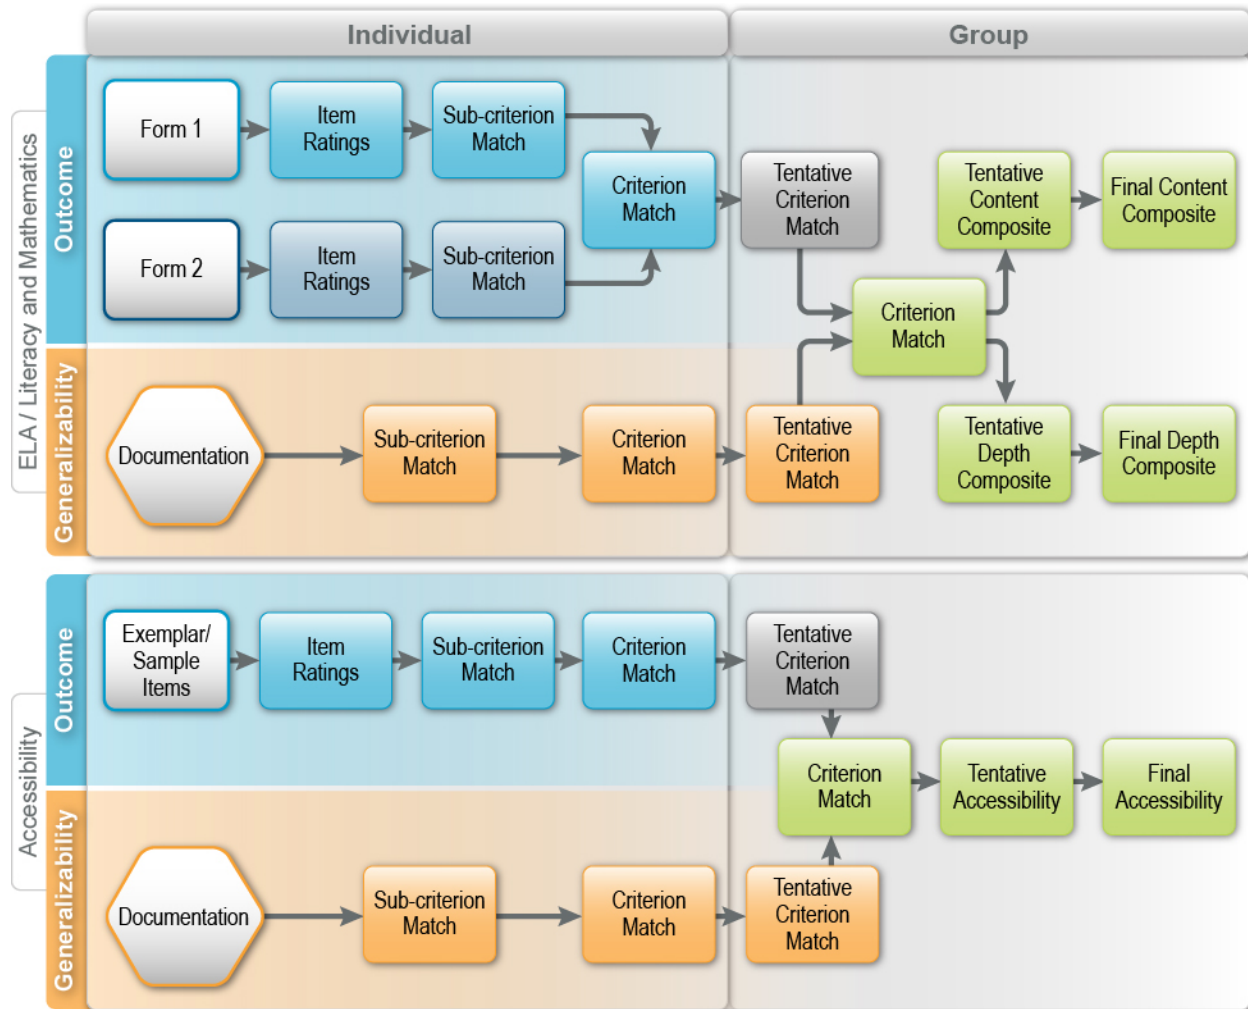 Individual
Group
ELA / Literacy and Mathematics
Outcome
Form 1
Item
Ratings
Sub-criterion
Match
Form 2
Item
Ratings
Sub-criterion
Match
Criterion
Match
Tentative
Criterion
Match
Criterion
Match
Tentative
Content
Composite
Final Content
Composite
Generalizability
Documentation
Sub-criterion
Match
Criterion
Match
Tentative
Criterion
Match
Tentative
Depth
Composite
Final Depth
Composite
Accessibility
Outcome
Exemplar/
Sample
Items
Item
Ratings
Sub-criterion
Match
Criterion
Match
Tentative
Criterion
Match
Criterion
Match
Tentative
Accessibility
Final
Accessibility
Generalizability
Documentation
Sub-criterion
Match
Criterion
Match
Tentative
Criterion
Match